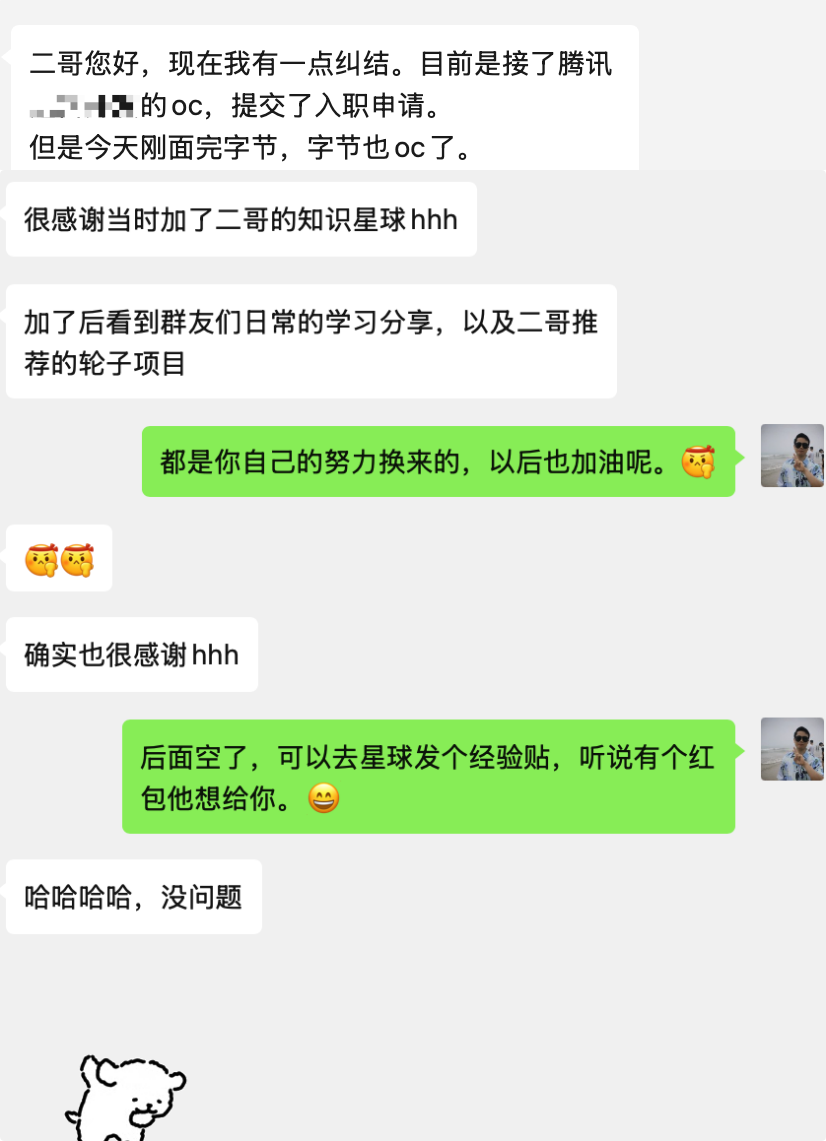 二哥您好，现在我有一点纠结。目前是接了腾讯
的oc，提交了入职申请。
但是今天刚面完字节，字节也oc了。
很感谢当时加了二哥的知识星球hhh
加了后看到群友们日常的学习分享，以及二哥推
荐的轮子项目
都是你自己的努力换来的，以后也加油呢。
确实也很感谢hhh
后面空了，可以去星球发个经验贴，听说有个红
包他想给你。😄
哈哈哈哈，没问题